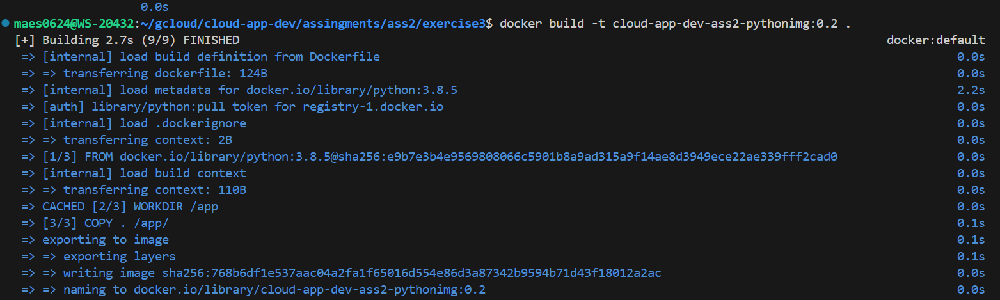 0.0s
maes0624@WS-20432:~/gcloud/cloud-app-dev/assingments/ass2/exercise3$ docker build -t cloud-app-dev-ass2-pythonimg:0.2 .
[+] Building 2.7s (9/9) FINISHED docker:default
=> [internal] load build definition from Dockerfile 0.0s
=> => transferring dockerfile: 124B 0.0s
=> [internal] load metadata for docker.io/library/python:3.8.5 2.2s
=> [auth] library/python:pull token for registry-1.docker.io 0.0s
=> [internal] load .dockerignore 0.0s
=> => transferring context: 2B 0.0s
=> [1/3] FROM docker.io/library/python:3.8.5@sha256:e9b7e3b4e9569808066c5901b8a9ad315a9f14ae8d3949ece22ae339fff2cad0 0.0s
=> [internal] load build context 0.0s
=> => transferring context: 110B 0.0s
=> CACHED [2/3] WORKDIR /app 0.0s
=> [3/3] COPY . /app/ 0.1s
=> exporting to image 0.1s
=> => exporting layers 0.1s
=> => writing image sha256:768b6df1e537aac04a2fa1f65016d554e86d3a87342b9594b71d43f18012a2ac 0.0s
=> => naming to docker.io/library/cloud-app-dev-ass2-pythonimg:0.2 0.0s